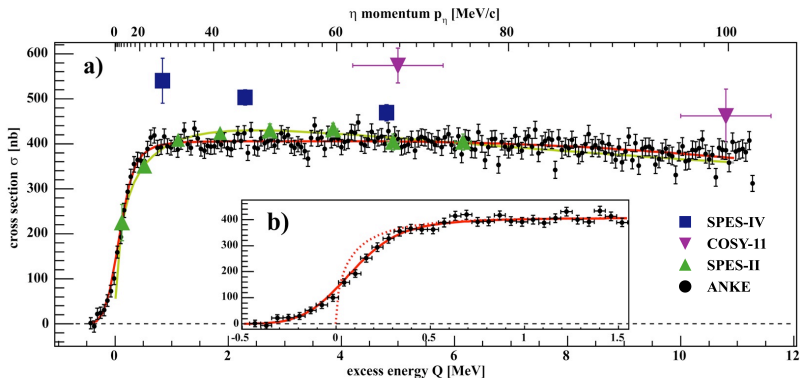 η momentum pη [MeV/c]
0 20 40 60 80 100
a)
600
500
400
300
200
100
0
cross section σ [nb]
b)
400
300
200
100
0
-0.5 0 0.5 1 1.5
SPES-IV
COSY-11
SPES-II
ANKE
0 2 4 6 8 10 12
excess energy Q [MeV]